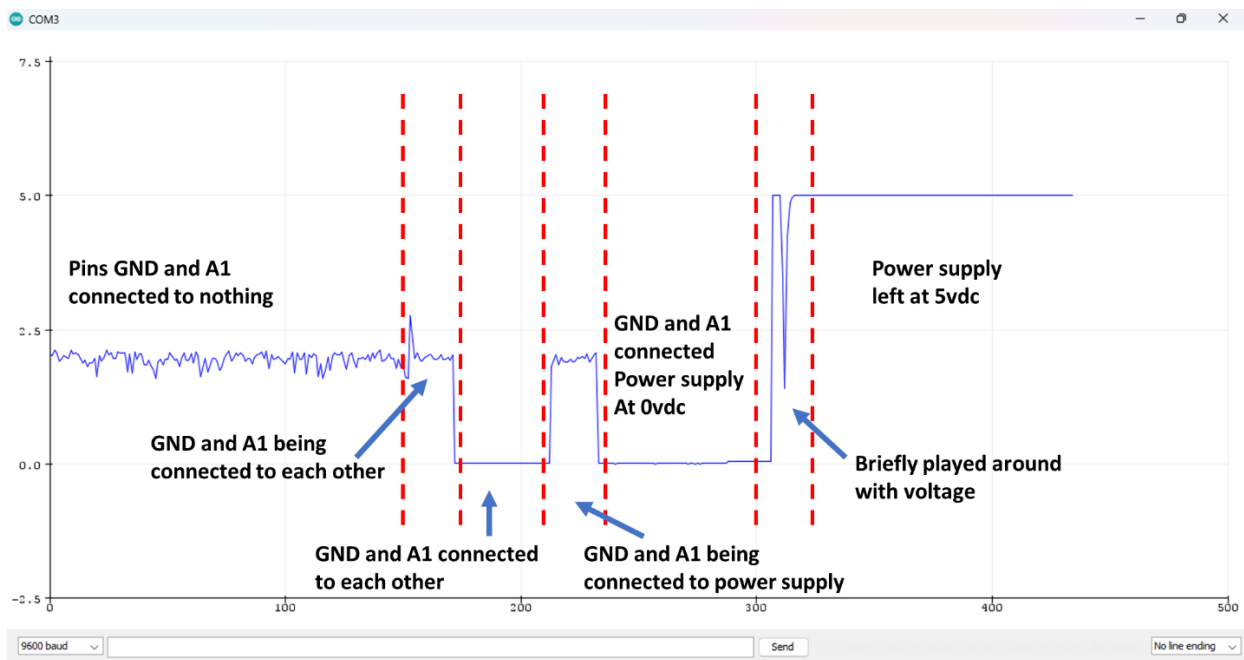 COM3
7.5
5.0
2.5
0.0
-2.5
0
100
200
300
400
500
Pins GND and A1
connected to nothing
GND and A1 being
connected to each other
GND and A1 connected
to each other
GND and A1 being
connected to power supply
GND and A1
connected
Power supply
At 0vdc
Briefly played around
with voltage
Power supply
left at 5vdc
9600 baud
Send
No line ending